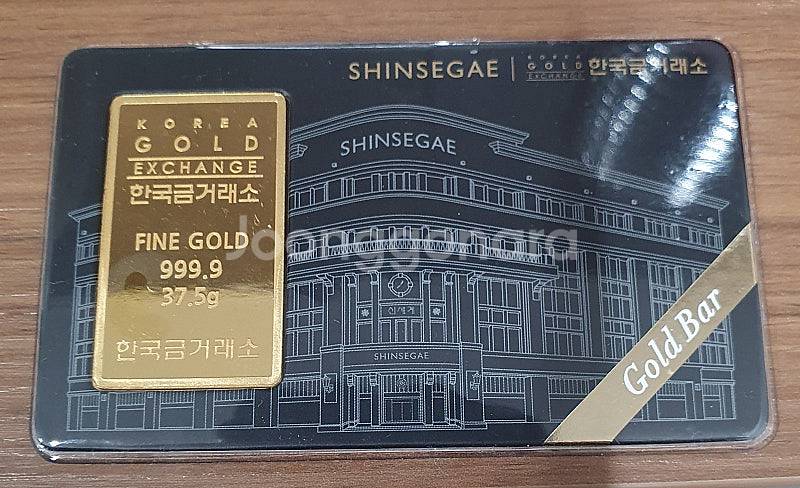 SHINSEGAE | KOREA GOLD EXCHANGE 한국금거래소
KOREA
GOLD
EXCHANGE
한국금거래소
FINE GOLD
999.9
37.5g
한국금거래소
SHINSEGAE
신세계
SHINSEGAE
Gold Bar
Joonggonara